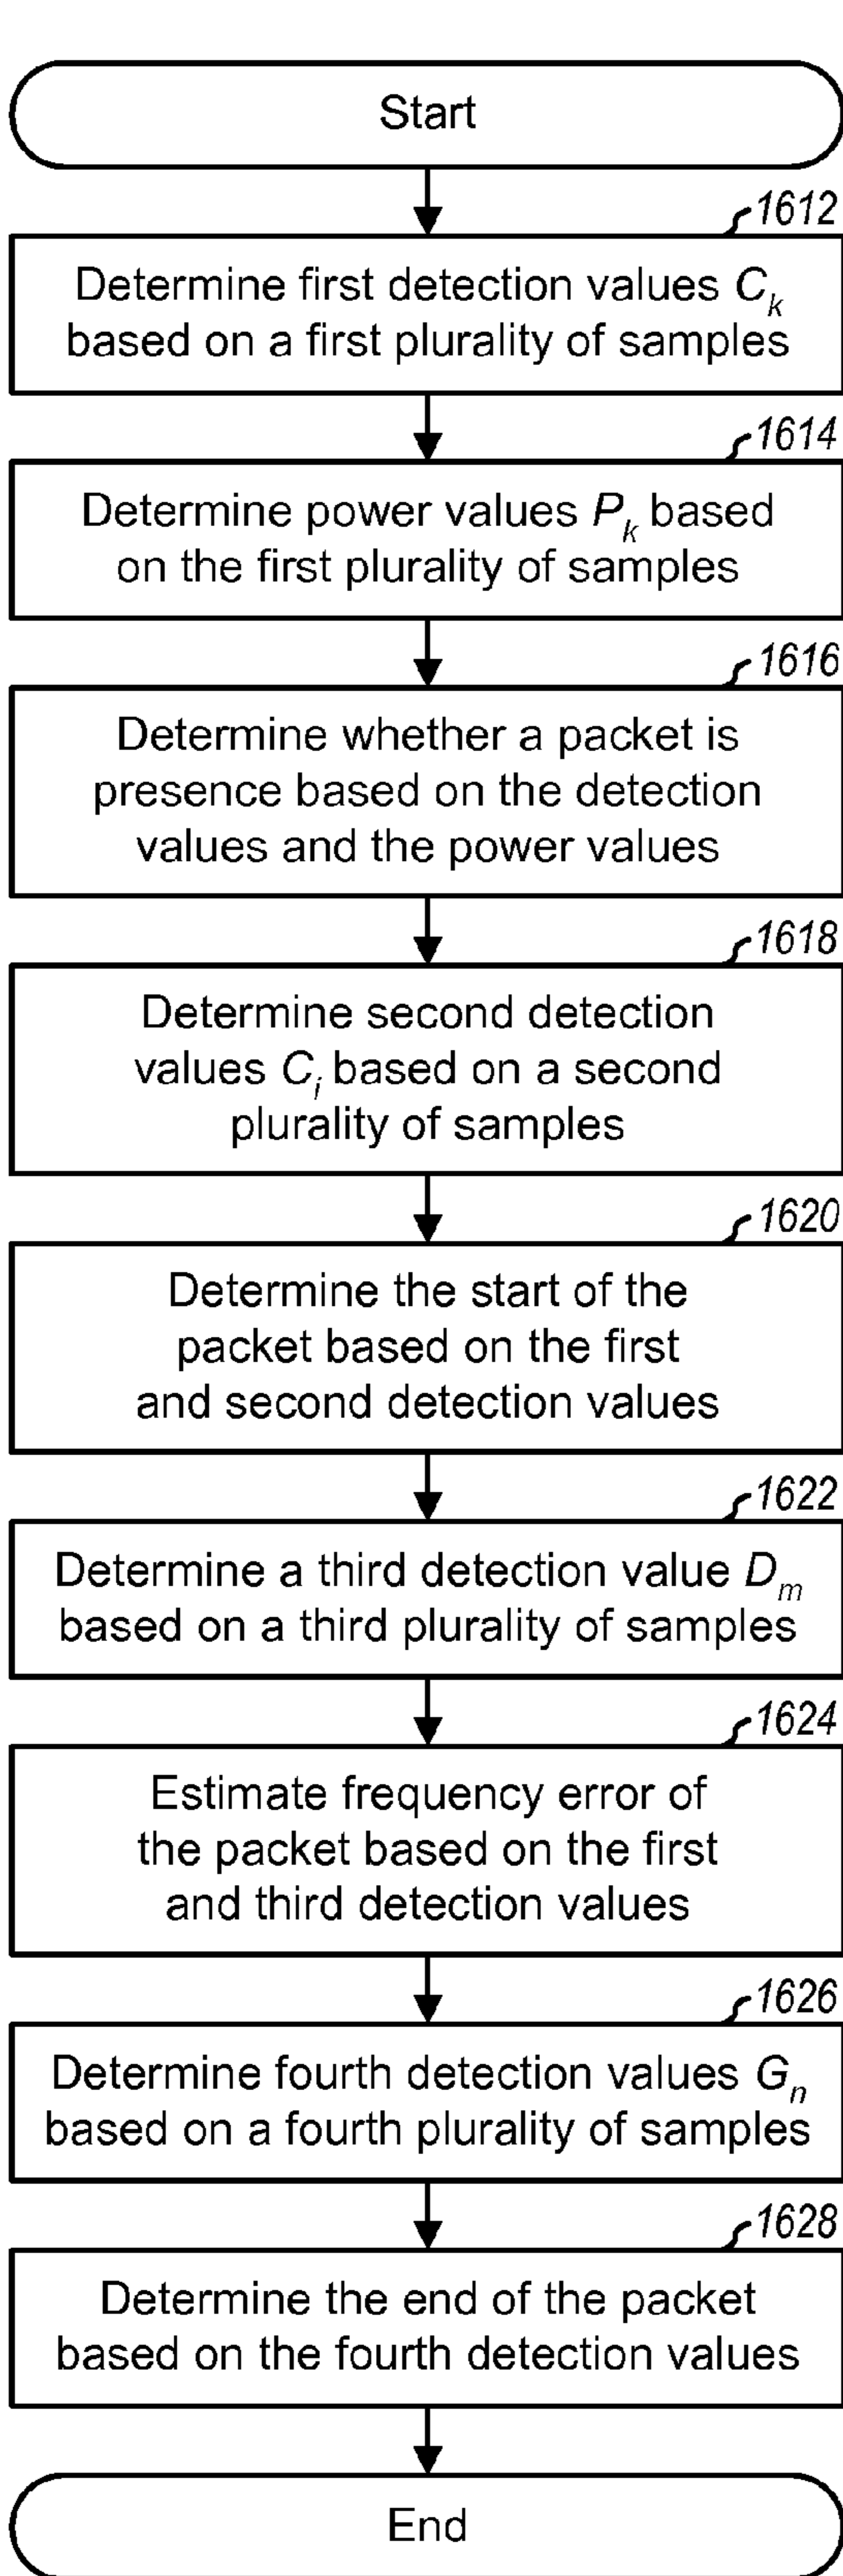 Start
1612
Determine first detection values C_k
based on a first plurality of samples
1614
Determine power values P_k based
on the first plurality of samples
1616
Determine whether a packet is
presence based on the detection
values and the power values
1618
Determine second detection
values C_i based on a second
plurality of samples
1620
Determine the start of the
packet based on the first
and second detection values
1622
Determine a third detection value D_m
based on a third plurality of samples
1624
Estimate frequency error of
the packet based on the first
and third detection values
1626
Determine fourth detection values G_n
based on a fourth plurality of samples
1628
Determine the end of the packet
based on the fourth detection values
End